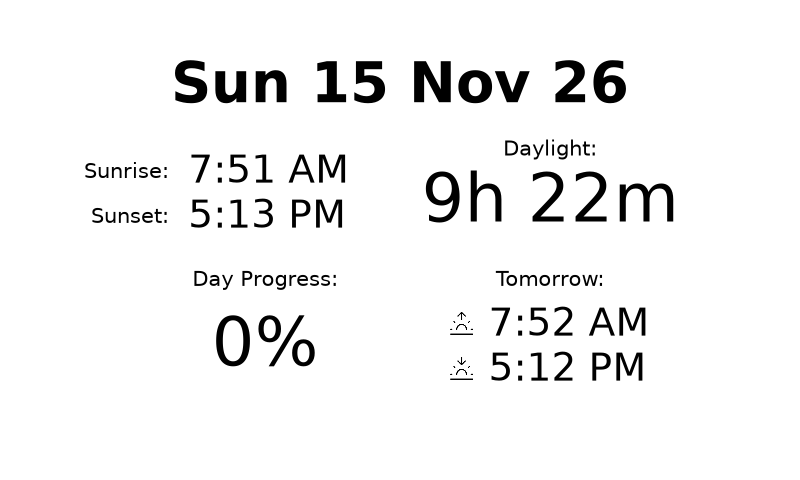 Sun 15 Nov 26
Sunrise: 7:51 AM
Sunset: 5:13 PM
Daylight:
9h 22m
Day Progress:
0%
Tomorrow:
7:52 AM
5:12 PM